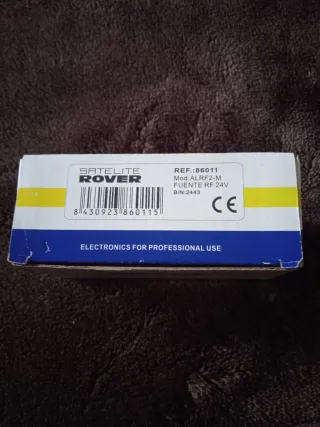 SATELITE
ROVER
REF.:86011
Mod.ALRF2-M
FUENTE RF 24V
B/N:2443
8 430923 860115
CE
ELECTRONICS FOR PROFESSIONAL USE